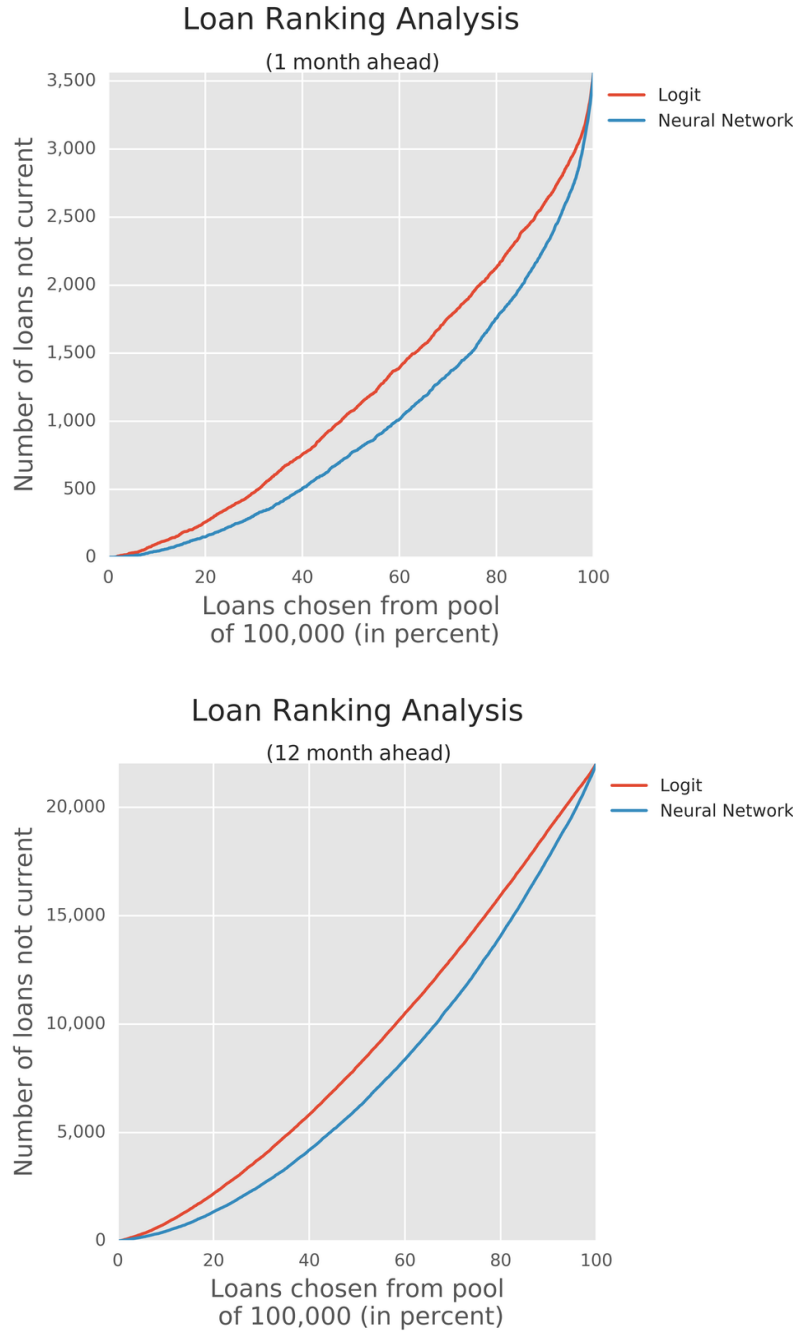 Loan Ranking Analysis
(1 month ahead)
3,500
3,000
2,500
2,000
1,500
1,000
500
0
Number of loans not current
0 20 40 60 80 100
Loans chosen from pool
of 100,000 (in percent)
Logit
Neural Network
Loan Ranking Analysis
(12 month ahead)
20,000
15,000
10,000
5,000
0
Number of loans not current
0 20 40 60 80 100
Loans chosen from pool
of 100,000 (in percent)
Logit
Neural Network